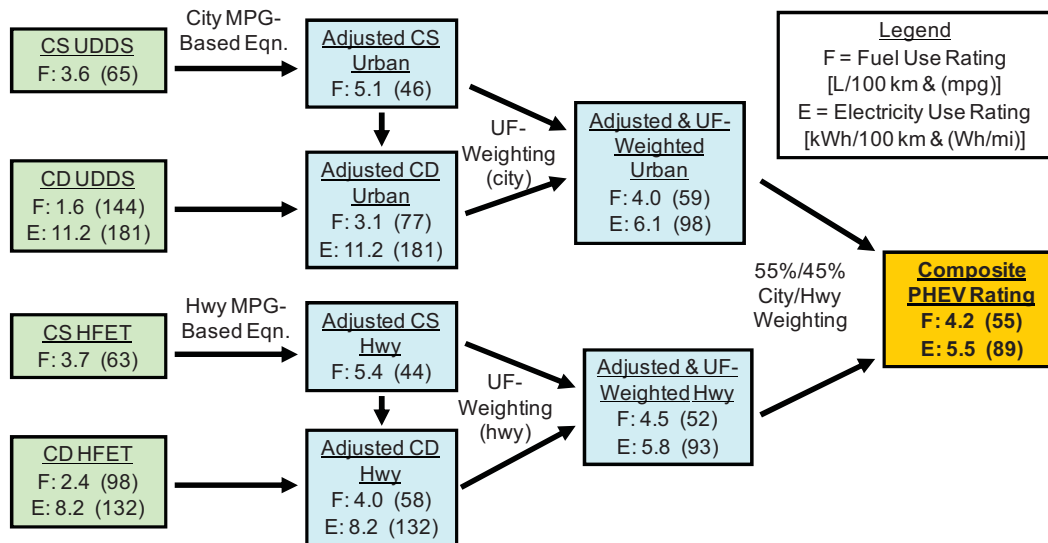 City MPG-
Based Eqn.
CS UDDS
F: 3.6 (65)
Adjusted CS
Urban
F: 5.1 (46)
Legend
F = Fuel Use Rating
[L/100 km & (mpg)]
E = Electricity Use Rating
[kWh/100 km & (Wh/mi)]
UF-
Weighting
(city)
Adjusted & UF-
Weighted
Urban
F: 4.0 (59)
E: 6.1 (98)
CD UDDS
F: 1.6 (144)
E: 11.2 (181)
Adjusted CD
Urban
F: 3.1 (77)
E: 11.2 (181)
55%/45%
City/Hwy
Weighting
Composite
PHEV Rating
F: 4.2 (55)
E: 5.5 (89)
Hwy MPG-
Based Eqn.
CS HFET
F: 3.7 (63)
Adjusted CS
Hwy
F: 5.4 (44)
UF-
Weighting
(hwy)
Adjusted & UF-
Weighted Hwy
F: 4.5 (52)
E: 5.8 (93)
CD HFET
F: 2.4 (98)
E: 8.2 (132)
Adjusted CD
Hwy
F: 4.0 (58)
E: 8.2 (132)